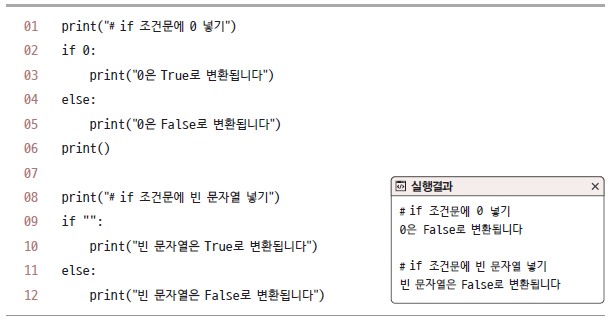 01 print("# if 조건문에 0 넣기")
02 if 0:
03     print("0은 True로 변환됩니다")
04 else:
05     print("0은 False로 변환됩니다")
06 print()
07
08 print("# if 조건문에 빈 문자열 넣기")
09 if "":
10     print("빈 문자열은 True로 변환됩니다")
11 else:
12     print("빈 문자열은 False로 변환됩니다")
실행결과 ×
# if 조건문에 0 넣기
0은 False로 변환됩니다
# if 조건문에 빈 문자열 넣기
빈 문자열은 False로 변환됩니다